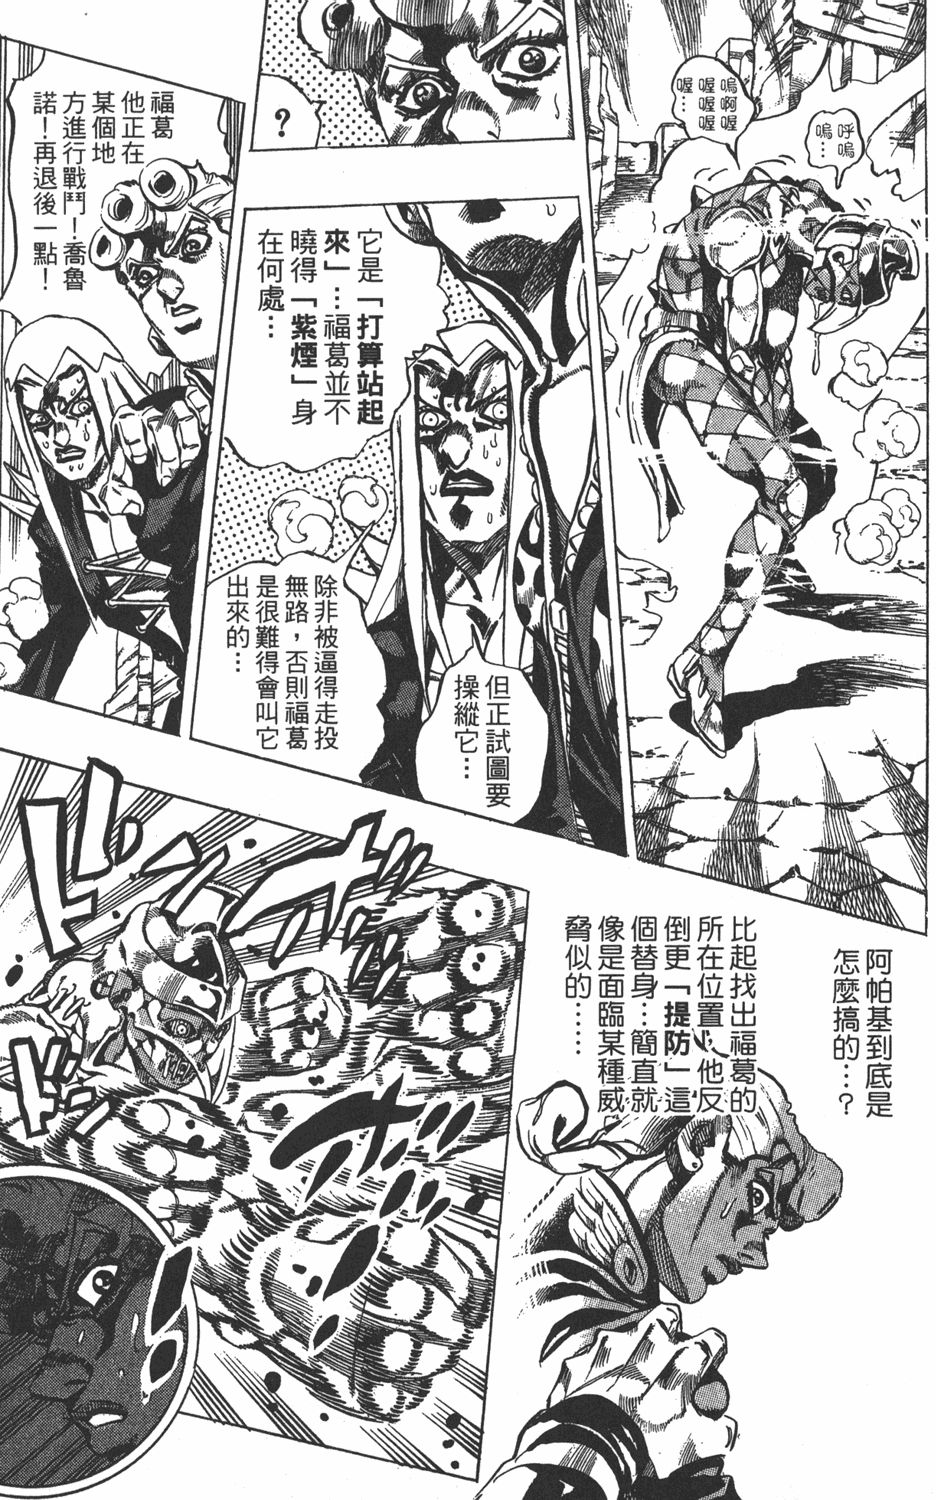 嗚啊喔
喔喔喔
喔…
呼嗚
嗚…
？
它是「打算站起
來」…福葛並不
曉得「紫煙」身
在何處…
但正試圖要
操縱它…
除非被逼得走投
無路，否則福葛
是很難得會叫它
出來的…
福葛
他正在
某個地
方進行戰鬥！喬魯
諾！再退後一點！
阿帕基到底是
怎麼搞的…？
比起找出福葛的
所在位置，他反
倒更「提防」這
個替身…簡直就
像是面臨某種威
脅似的……
ドンッ
バゴ